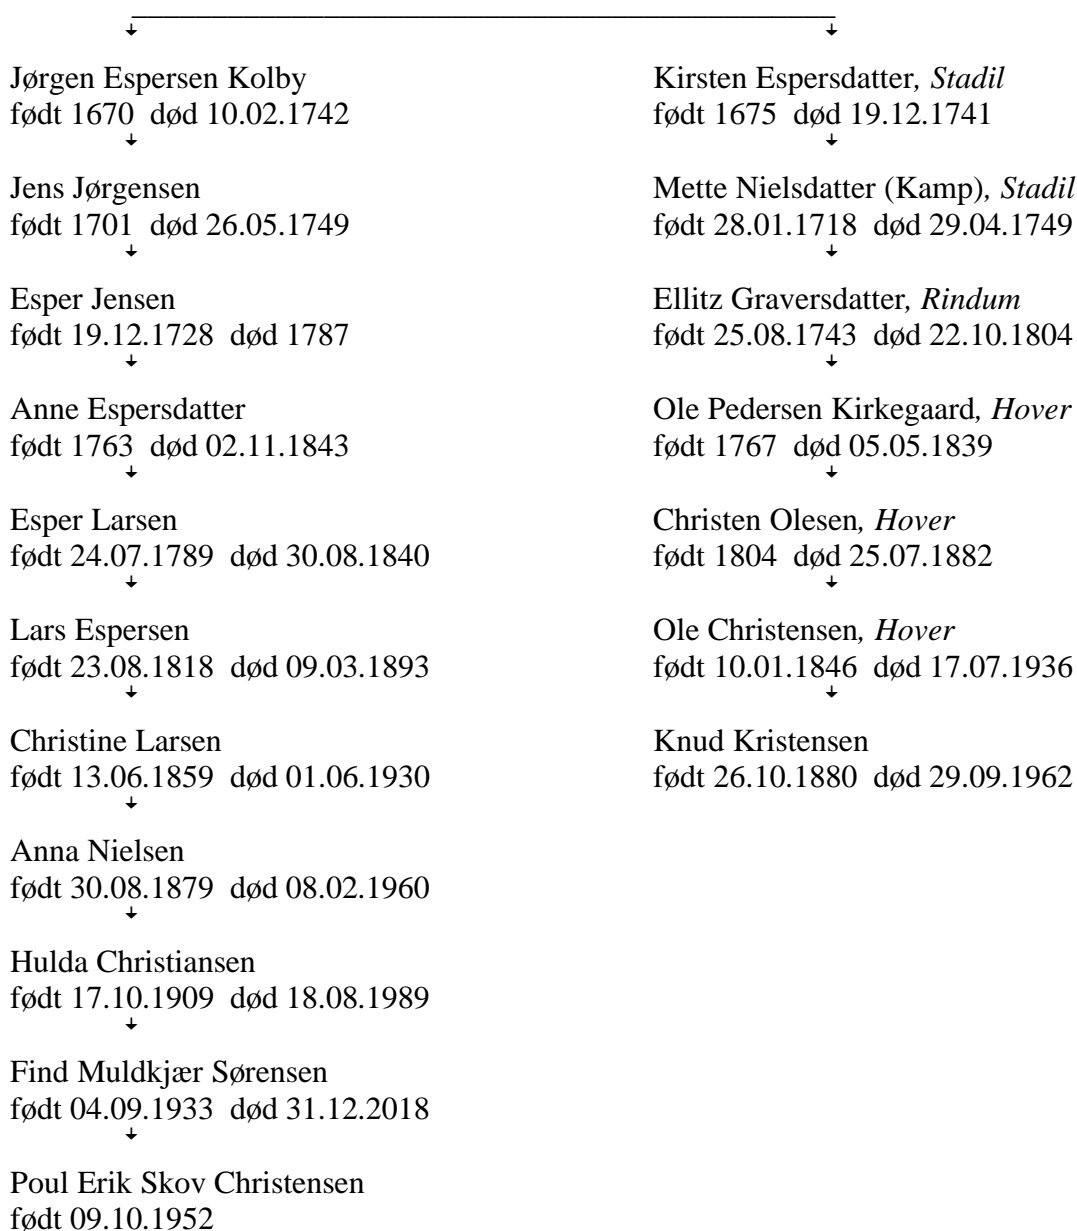 Jørgen Espersen Kolby
født 1670 død 10.02.1742
Jens Jørgensen
født 1701 død 26.05.1749
Esper Jensen
født 19.12.1728 død 1787
Anne Espersdatter
født 1763 død 02.11.1843
Esper Larsen
født 24.07.1789 død 30.08.1840
Lars Espersen
født 23.08.1818 død 09.03.1893
Christine Larsen
født 13.06.1859 død 01.06.1930
Anna Nielsen
født 30.08.1879 død 08.02.1960
Hulda Christiansen
født 17.10.1909 død 18.08.1989
Find Muldkjær Sørensen
født 04.09.1933 død 31.12.2018
Poul Erik Skov Christensen
født 09.10.1952
Kirsten Espersdatter, Stadil
født 1675 død 19.12.1741
Mette Nielsdatter (Kamp), Stadil
født 28.01.1718 død 29.04.1749
Ellitz Graversdatter, Rindum
født 25.08.1743 død 22.10.1804
Ole Pedersen Kirkegaard, Hover
født 1767 død 05.05.1839
Christen Olesen, Hover
født 1804 død 25.07.1882
Ole Christensen, Hover
født 10.01.1846 død 17.07.1936
Knud Kristensen
født 26.10.1880 død 29.09.1962